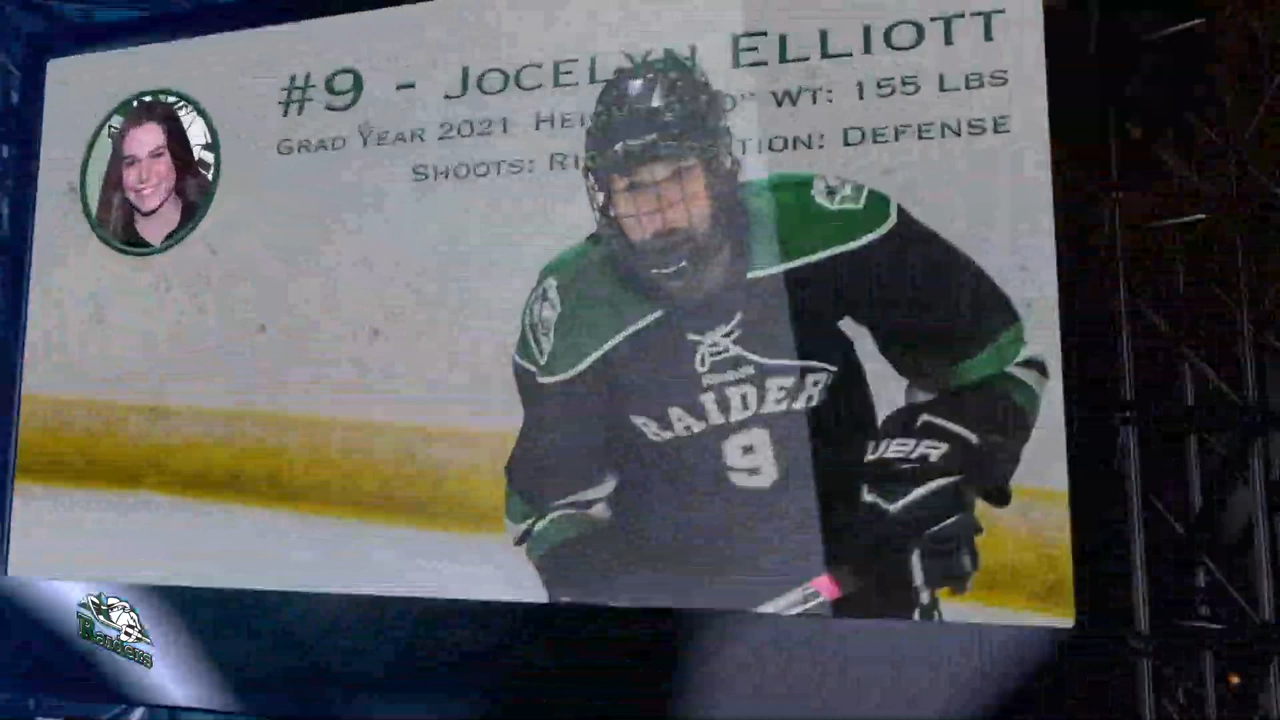 #9 - JOCELYN ELLIOTT
GRAD YEAR 2021 WT: 155 LBS
SHOOTS: DEFENSE
RAIDERS
9
UBR
Raiders